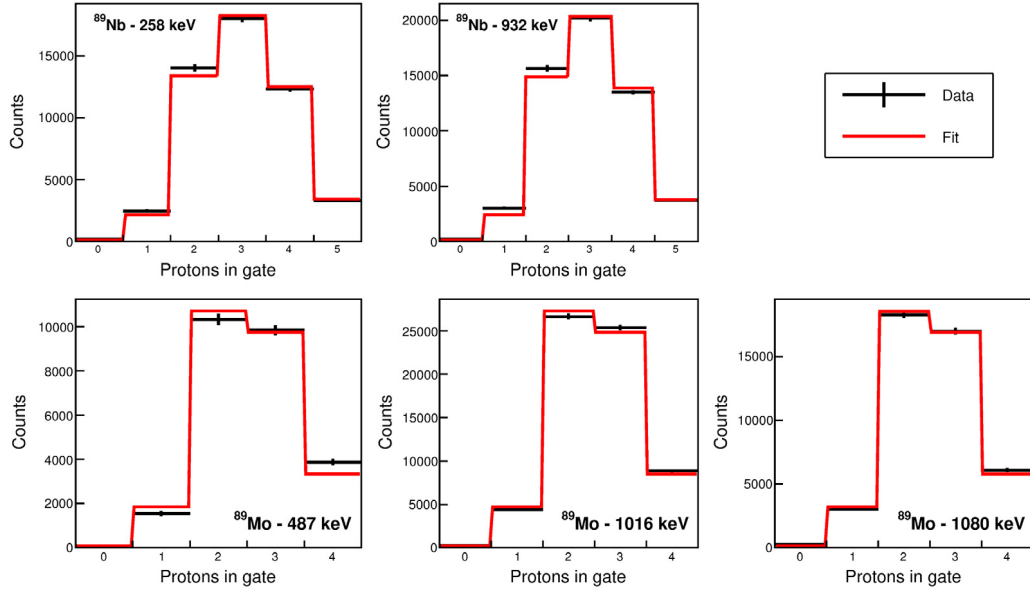 ⁸⁹Nb - 258 keV
Counts
15000
10000
5000
0
0 1 2 3 4 5
Protons in gate
⁸⁹Nb - 932 keV
Counts
20000
15000
10000
5000
0
0 1 2 3 4 5
Protons in gate
Data
Fit
⁸⁹Mo - 487 keV
Counts
10000
8000
6000
4000
2000
0
0 1 2 3 4
Protons in gate
⁸⁹Mo - 1016 keV
Counts
25000
20000
15000
10000
5000
0
0 1 2 3 4
Protons in gate
⁸⁹Mo - 1080 keV
Counts
15000
10000
5000
0
0 1 2 3 4
Protons in gate